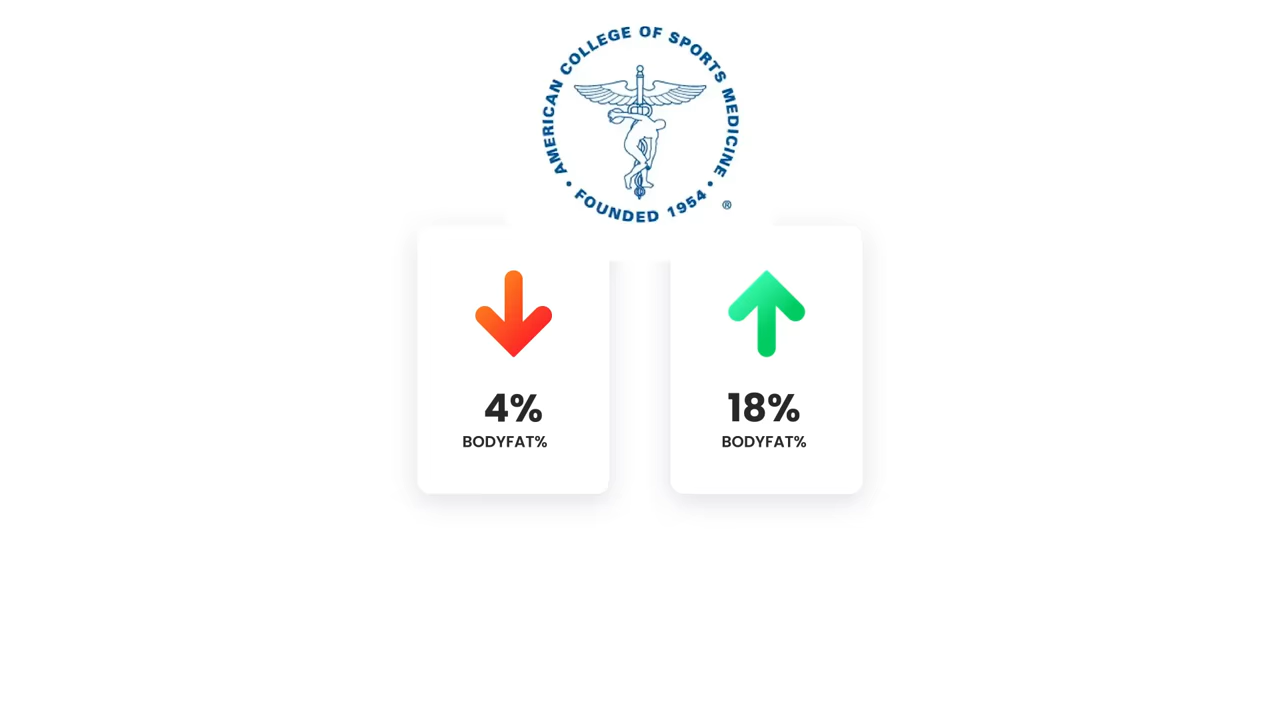 AMERICAN COLLEGE OF SPORTS MEDICINE
• FOUNDED 1954 •
®
4%
BODYFAT%
18%
BODYFAT%